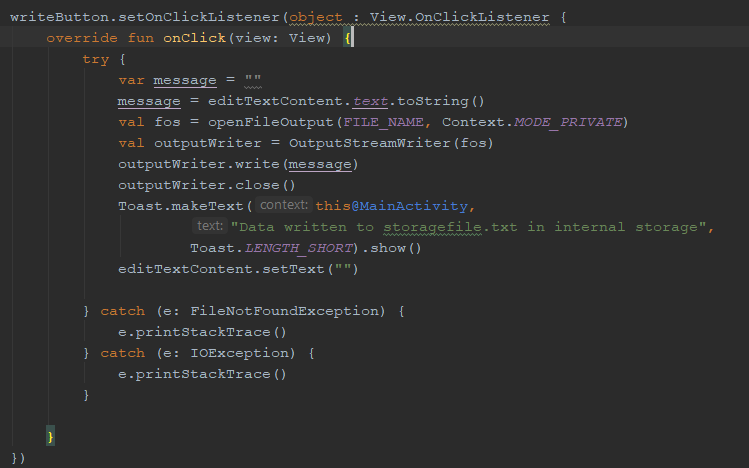 writeButton.setOnClickListener(object : View.OnClickListener {
    override fun onClick(view: View) {
        try {
            var message = ""
            message = editTextContent.text.toString()
            val fos = openFileOutput(FILE_NAME, Context.MODE_PRIVATE)
            val outputWriter = OutputStreamWriter(fos)
            outputWriter.write(message)
            outputWriter.close()
            Toast.makeText( context: this@MainActivity,
                    text: "Data written to storagefile.txt in internal storage",
                    Toast.LENGTH_SHORT).show()
            editTextContent.setText("")
        } catch (e: FileNotFoundException) {
            e.printStackTrace()
        } catch (e: IOException) {
            e.printStackTrace()
        }
    }
})